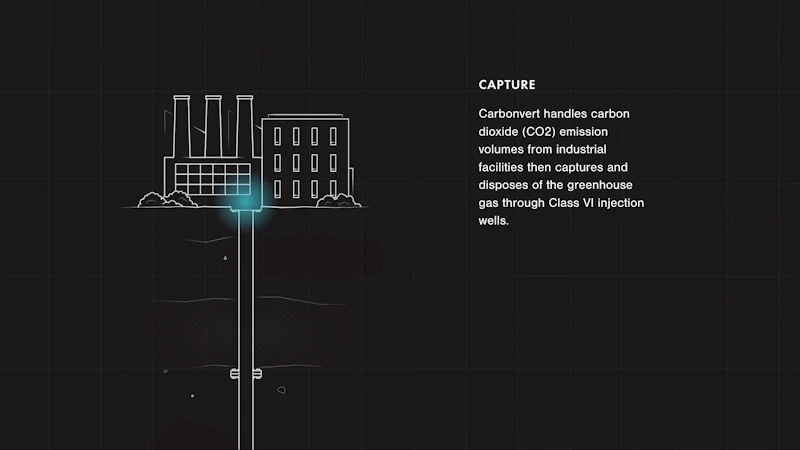 CAPTURE
Carbonvert handles carbon
dioxide (CO2) emission
volumes from industrial
facilities then captures and
disposes of the greenhouse
gas through Class VI injection
wells.